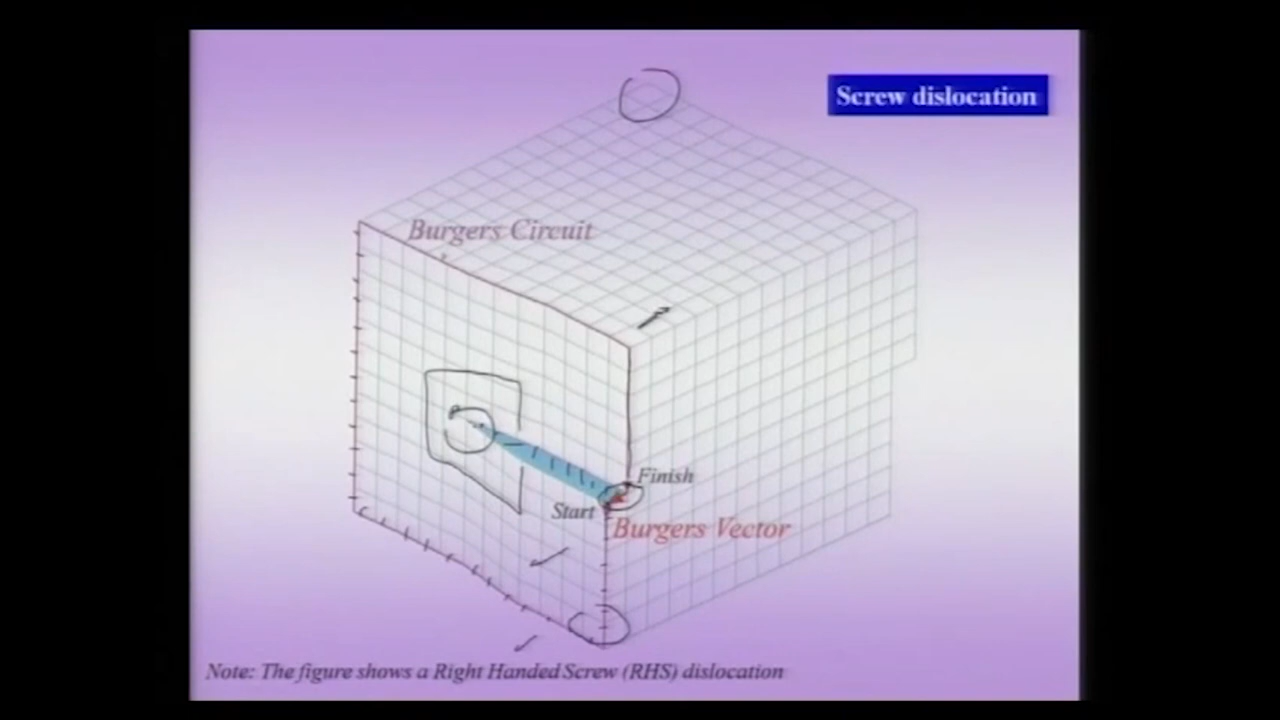 Screw dislocation
Burgers Circuit
Finish
Start
Burgers Vector
Note: The figure shows a Right Handed Screw (RHS) dislocation